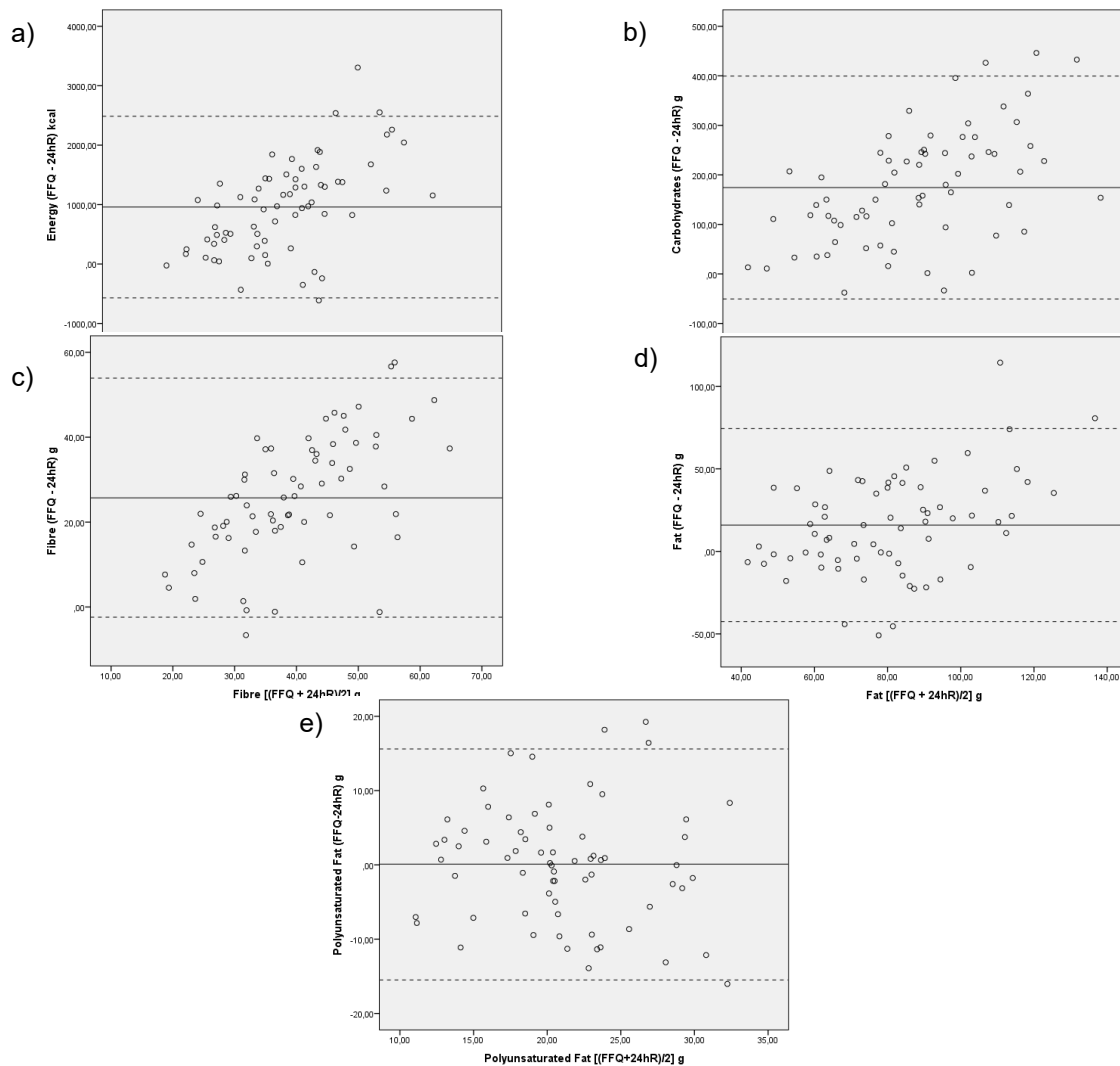 a)
4000,00
3000,00
2000,00
1000,00
,00
-1000,00
Energy (FFQ - 24hR) kcal
b)
500,00
400,00
300,00
200,00
100,00
,00
-100,00
Carbohydrates (FFQ - 24hR) g
c)
60,00
40,00
20,00
,00
Fibre (FFQ - 24hR) g
10,00 20,00 30,00 40,00 50,00 60,00 70,00
Fibre [(FFQ + 24hR)/2] g
d)
100,00
50,00
,00
-50,00
Fat (FFQ - 24hR) g
40,00 60,00 80,00 100,00 120,00 140,00
Fat [(FFQ + 24hR)/2] g
e)
20,00
10,00
,00
-10,00
-20,00
Polyunsaturated Fat (FFQ-24hR) g
10,00 15,00 20,00 25,00 30,00 35,00
Polyunsaturated Fat [(FFQ+24hR)/2] g